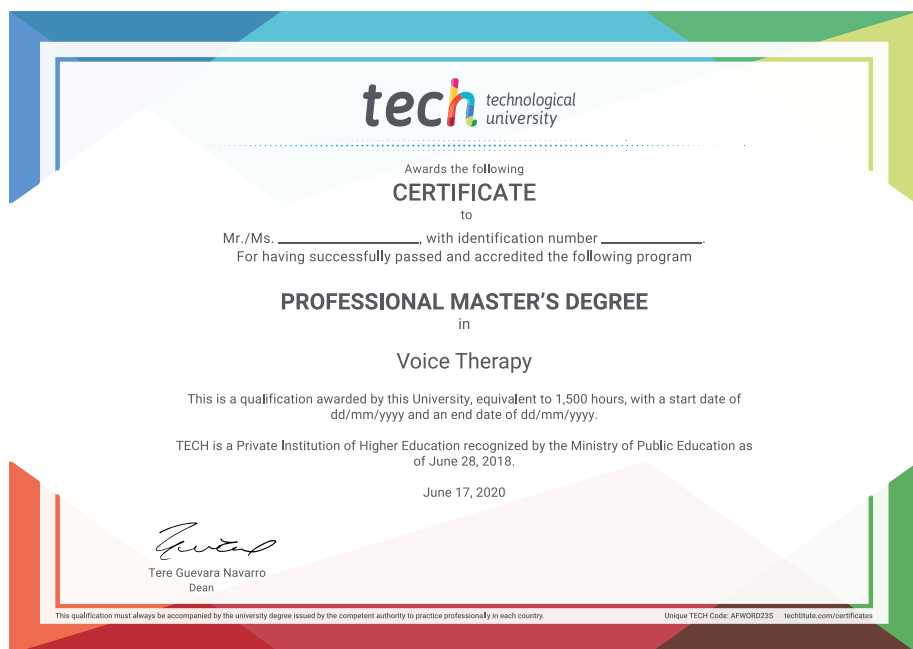 tech technological
university
Awards the following
CERTIFICATE
to
Mr./Ms. ____________________, with identification number ______________.
For having successfully passed and accredited the following program
PROFESSIONAL MASTER'S DEGREE
in
Voice Therapy
This is a qualification awarded by this University, equivalent to 1,500 hours, with a start date of
dd/mm/yyyy and an end date of dd/mm/yyyy.
TECH is a Private Institution of Higher Education recognized by the Ministry of Public Education as
of June 28, 2018.
June 17, 2020
Tere Guevara Navarro
Dean
This qualification must always be accompanied by the university degree issued by the competent authority to practice professionally in each country. Unique TECH Code: AFWORD23S techtitute.com/certificates